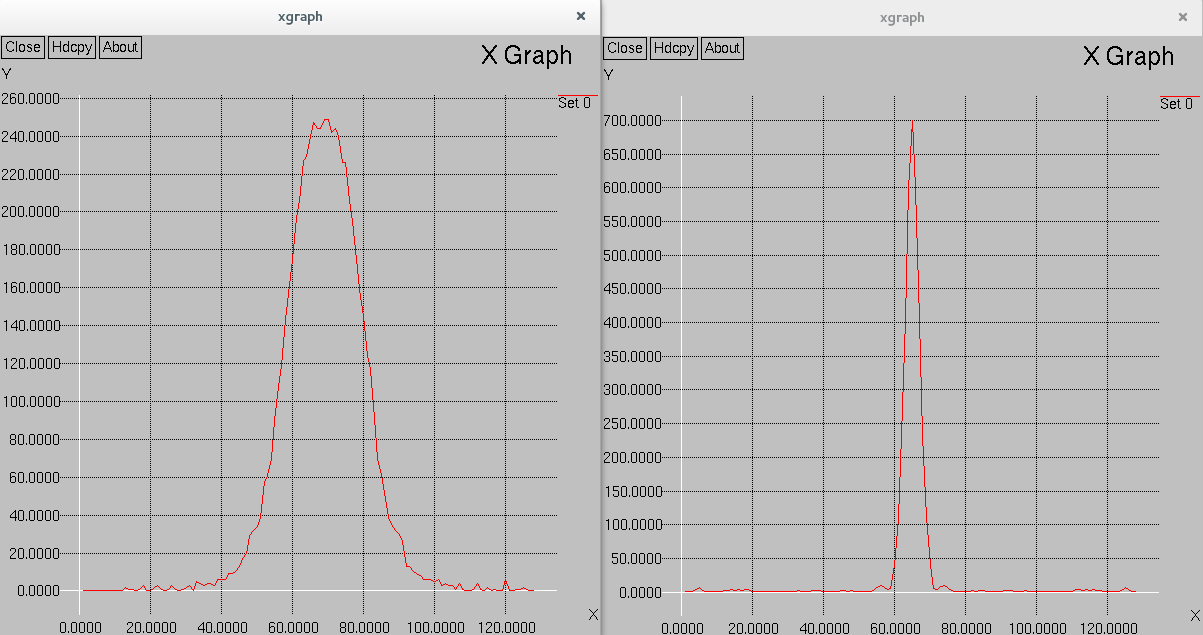 xgraph ×
Close Hdcpy About
X Graph
Y
Set 0
260.0000
240.0000
220.0000
200.0000
180.0000
160.0000
140.0000
120.0000
100.0000
80.0000
60.0000
40.0000
20.0000
0.0000
X
0.0000 20.0000 40.0000 60.0000 80.0000 100.0000 120.0000
xgraph ×
Close Hdcpy About
X Graph
Y
Set 0
700.0000
650.0000
600.0000
550.0000
500.0000
450.0000
400.0000
350.0000
300.0000
250.0000
200.0000
150.0000
100.0000
50.0000
0.0000
X
0.0000 20.0000 40.0000 60.0000 80.0000 100.0000 120.0000